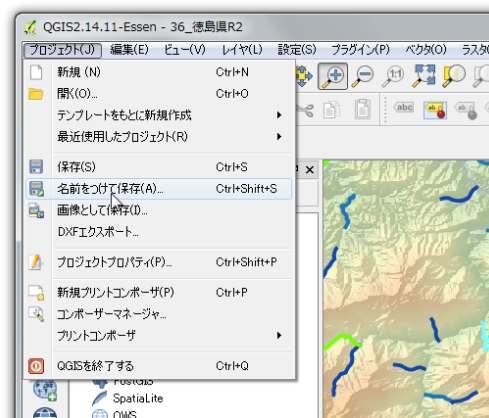 QGIS2.14.11-Essen - 36_徳島県R2
プロジェクト(J) 編集(E) ビュー(V) レイヤ(L) 設定(S) プラグイン(P) ベクタ(O) ラスタ
新規 (N) Ctrl+N
開く(O)... Ctrl+O
テンプレートをもとに新規作成
最近使用したプロジェクト(R)
保存(S) Ctrl+S
名前をつけて保存(A)... Ctrl+Shift+S
画像として保存(I)...
DXFエクスポート...
プロジェクトプロパティ(P)... Ctrl+Shift+P
新規プリントコンポーザ(P) Ctrl+P
コンポーザーマネージャ...
プリントコンポーザ
QGISを終了する Ctrl+Q
PostGIS
SpatiaLite
OWS
1:1
abc